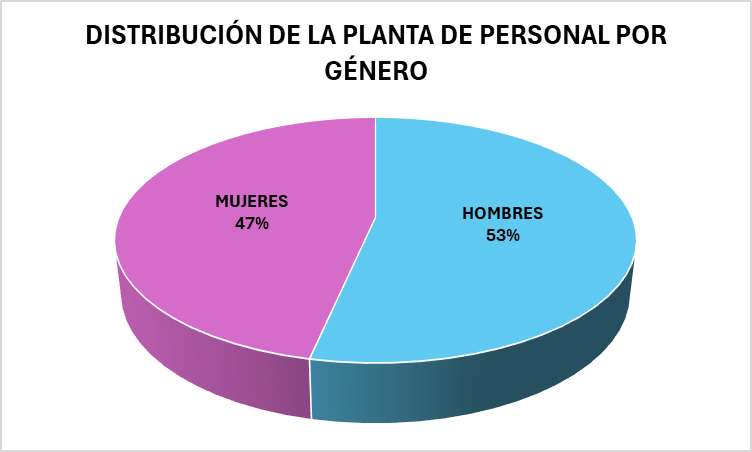 DISTRIBUCIÓN DE LA PLANTA DE PERSONAL POR
GÉNERO
MUJERES
47%
HOMBRES
53%